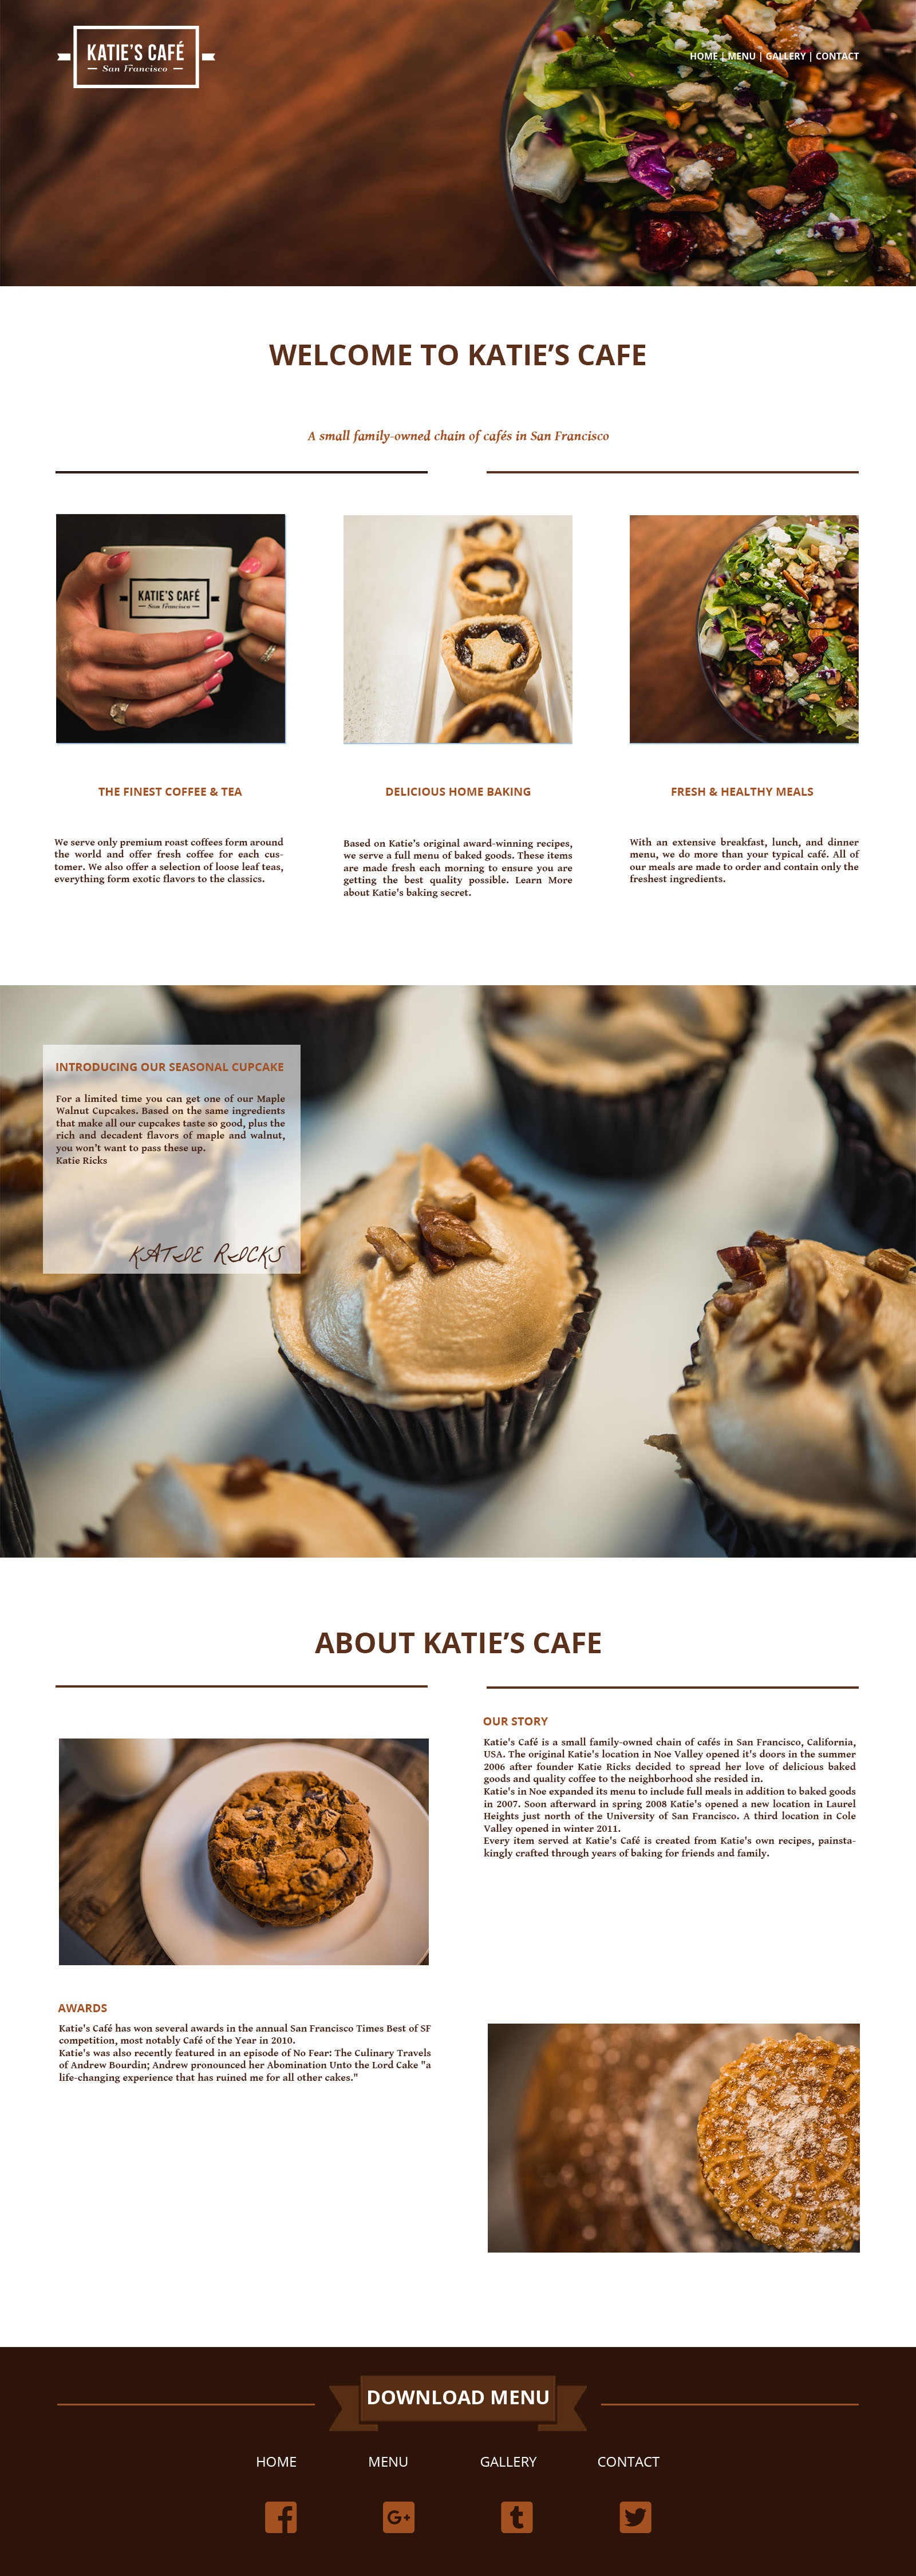 KATIE'S CAFÉ
San Francisco
HOME | MENU | GALLERY | CONTACT
WELCOME TO KATIE’S CAFE
A small family-owned chain of cafés in San Francisco
KATIE'S CAFÉ
San Francisco
THE FINEST COFFEE & TEA
We serve only premium roast coffees form around
the world and offer fresh coffee for each cus-
tomer. We also offer a selection of loose leaf teas,
everything form exotic flavors to the classics.
DELICIOUS HOME BAKING
Based on Katie's original award-winning recipes,
we serve a full menu of baked goods. These items
are made fresh each morning to ensure you are
getting the best quality possible. Learn More
about Katie's baking secret.
FRESH & HEALTHY MEALS
With an extensive breakfast, lunch, and dinner
menu, we do more than your typical café. All of
our meals are made to order and contain only the
freshest ingredients.
INTRODUCING OUR SEASONAL CUPCAKE
For a limited time you can get one of our Maple
Walnut Cupcakes. Based on the same ingredients
that make all our cupcakes taste so good, plus the
rich and decadent flavors of maple and walnut,
you won't want to pass these up.
Katie Ricks
KATIE RICKS
ABOUT KATIE’S CAFE
OUR STORY
Katie's Café is a small family-owned chain of cafés in San Francisco, California,
USA. The original Katie's location in Noe Valley opened it's doors in the summer
2006 after founder Katie Ricks decided to spread her love of delicious baked
goods and quality coffee to the neighborhood she resided in.
Katie's in Noe expanded its menu to include full meals in addition to baked goods
in 2007. Soon afterward in spring 2008 Katie's opened a new location in Laurel
Heights just north of the University of San Francisco. A third location in Cole
Valley opened in winter 2011.
Every item served at Katie's Café is created from Katie's own recipes, painsta-
kingly crafted through years of baking for friends and family.
AWARDS
Katie's Café has won several awards in the annual San Francisco Times Best of SF
competition, most notably Café of the Year in 2010.
Katie's was also recently featured in an episode of No Fear: The Culinary Travels
of Andrew Bourdin; Andrew pronounced her Abomination Unto the Lord Cake "a
life-changing experience that has ruined me for all other cakes."
DOWNLOAD MENU
HOME MENU GALLERY CONTACT